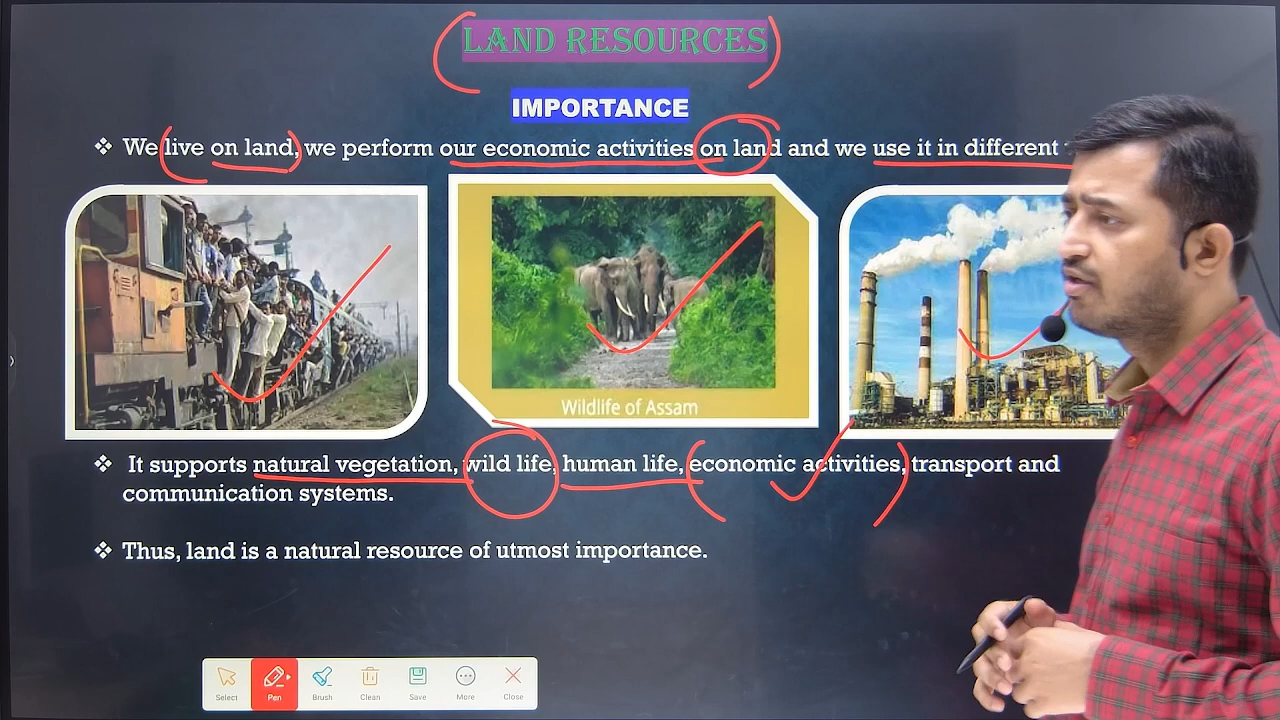 LAND RESOURCES
IMPORTANCE
❖ We live on land, we perform our economic activities on land and we use it in different
Wildlife of Assam
❖ It supports natural vegetation, wild life, human life, economic activities, transport and
communication systems.
❖ Thus, land is a natural resource of utmost importance.
Select Pen Brush Clean Save More Close